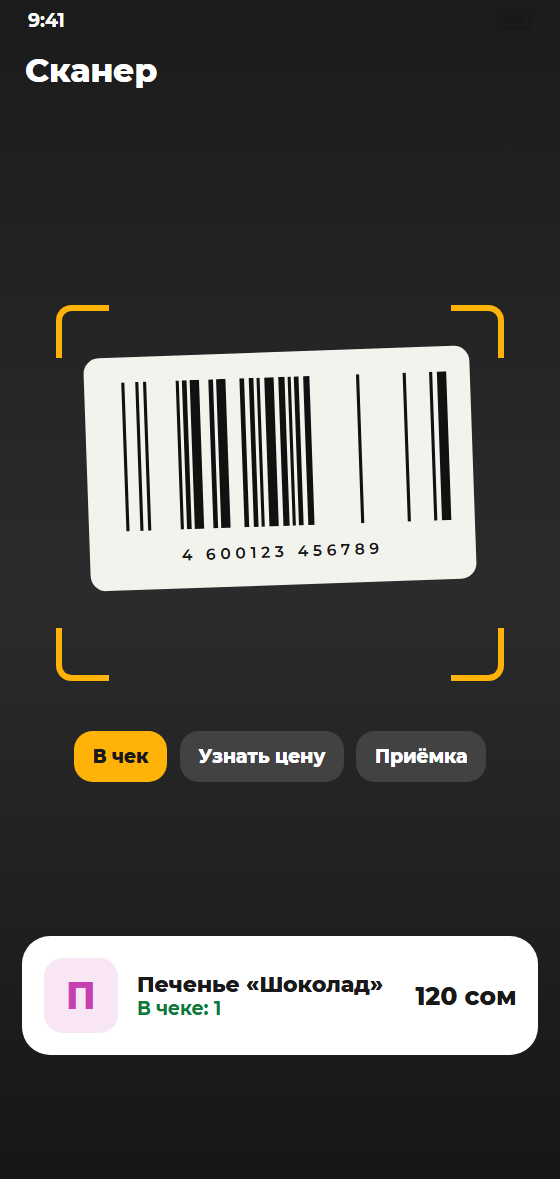 9:41
Сканер
4 600123 456789
В чек
Узнать цену
Приёмка
П
Печенье «Шоколад»
В чеке: 1
120 сом